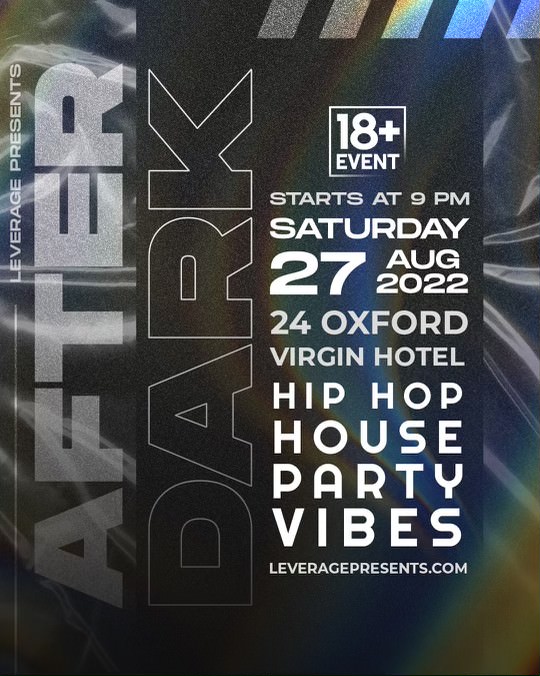 LEVERAGE PRESENTS
AFTER
DARK
18+
EVENT
STARTS AT 9 PM
SATURDAY
27 AUG
2022
24 OXFORD
VIRGIN HOTEL
HIP HOP
HOUSE
PARTY
VIBES
LEVERAGEPRESENTS.COM